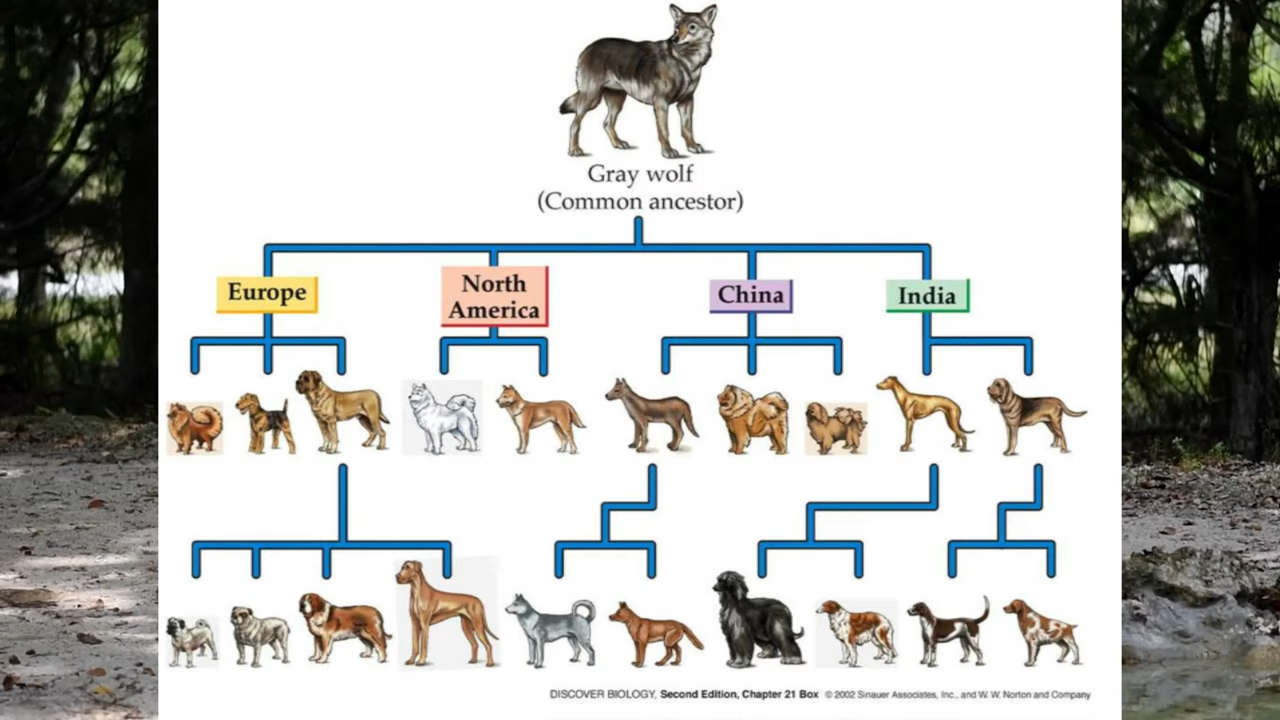 Gray wolf
(Common ancestor)
Europe
North
America
China
India
DISCOVER BIOLOGY, Second Edition, Chapter 21 Box © 2002 Sinauer Associates, Inc., and W. W. Norton and Company